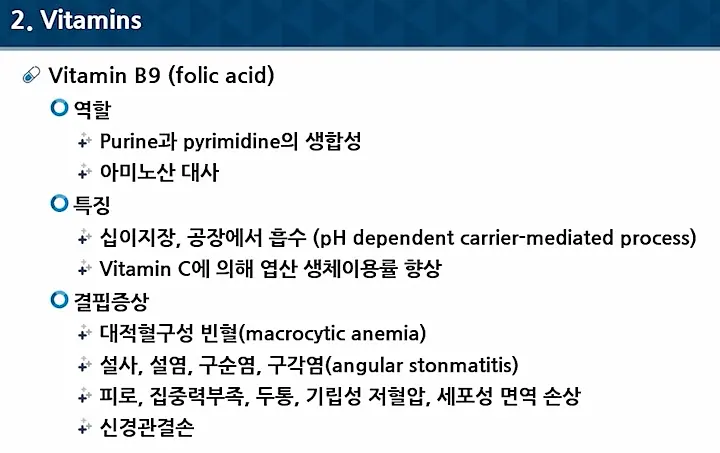 2. Vitamins
Vitamin B9 (folic acid)
역할
Purine과 pyrimidine의 생합성
아미노산 대사
특징
십이지장, 공장에서 흡수 (pH dependent carrier-mediated process)
Vitamin C에 의해 엽산 생체이용률 향상
결핍증상
대적혈구성 빈혈(macrocytic anemia)
설사, 설염, 구순염, 구각염(angular stonmatitis)
피로, 집중력부족, 두통, 기립성 저혈압, 세포성 면역 손상
신경관결손